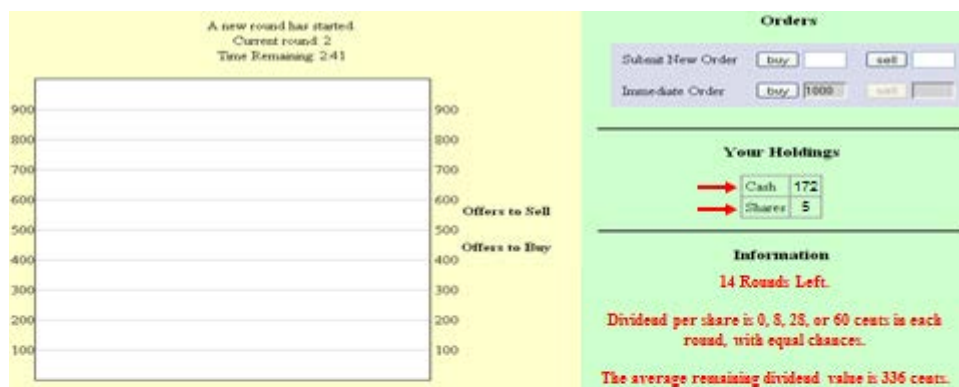 A new round has started
Current round: 2
Time Remaining: 2:41
900
800
700
600
500
400
300
200
100
900
800
700
600
500
400
300
200
100
Offers to Sell
Offers to Buy
Orders
Submit New Order buy sell
Immediate Order buy 1000 sell
Your Holdings
Cash 172
Shares 5
Information
14 Rounds Left.
Dividend per share is 0, 8, 28, or 60 cents in each
round, with equal chances.
The average remaining dividend value is 336 cents.